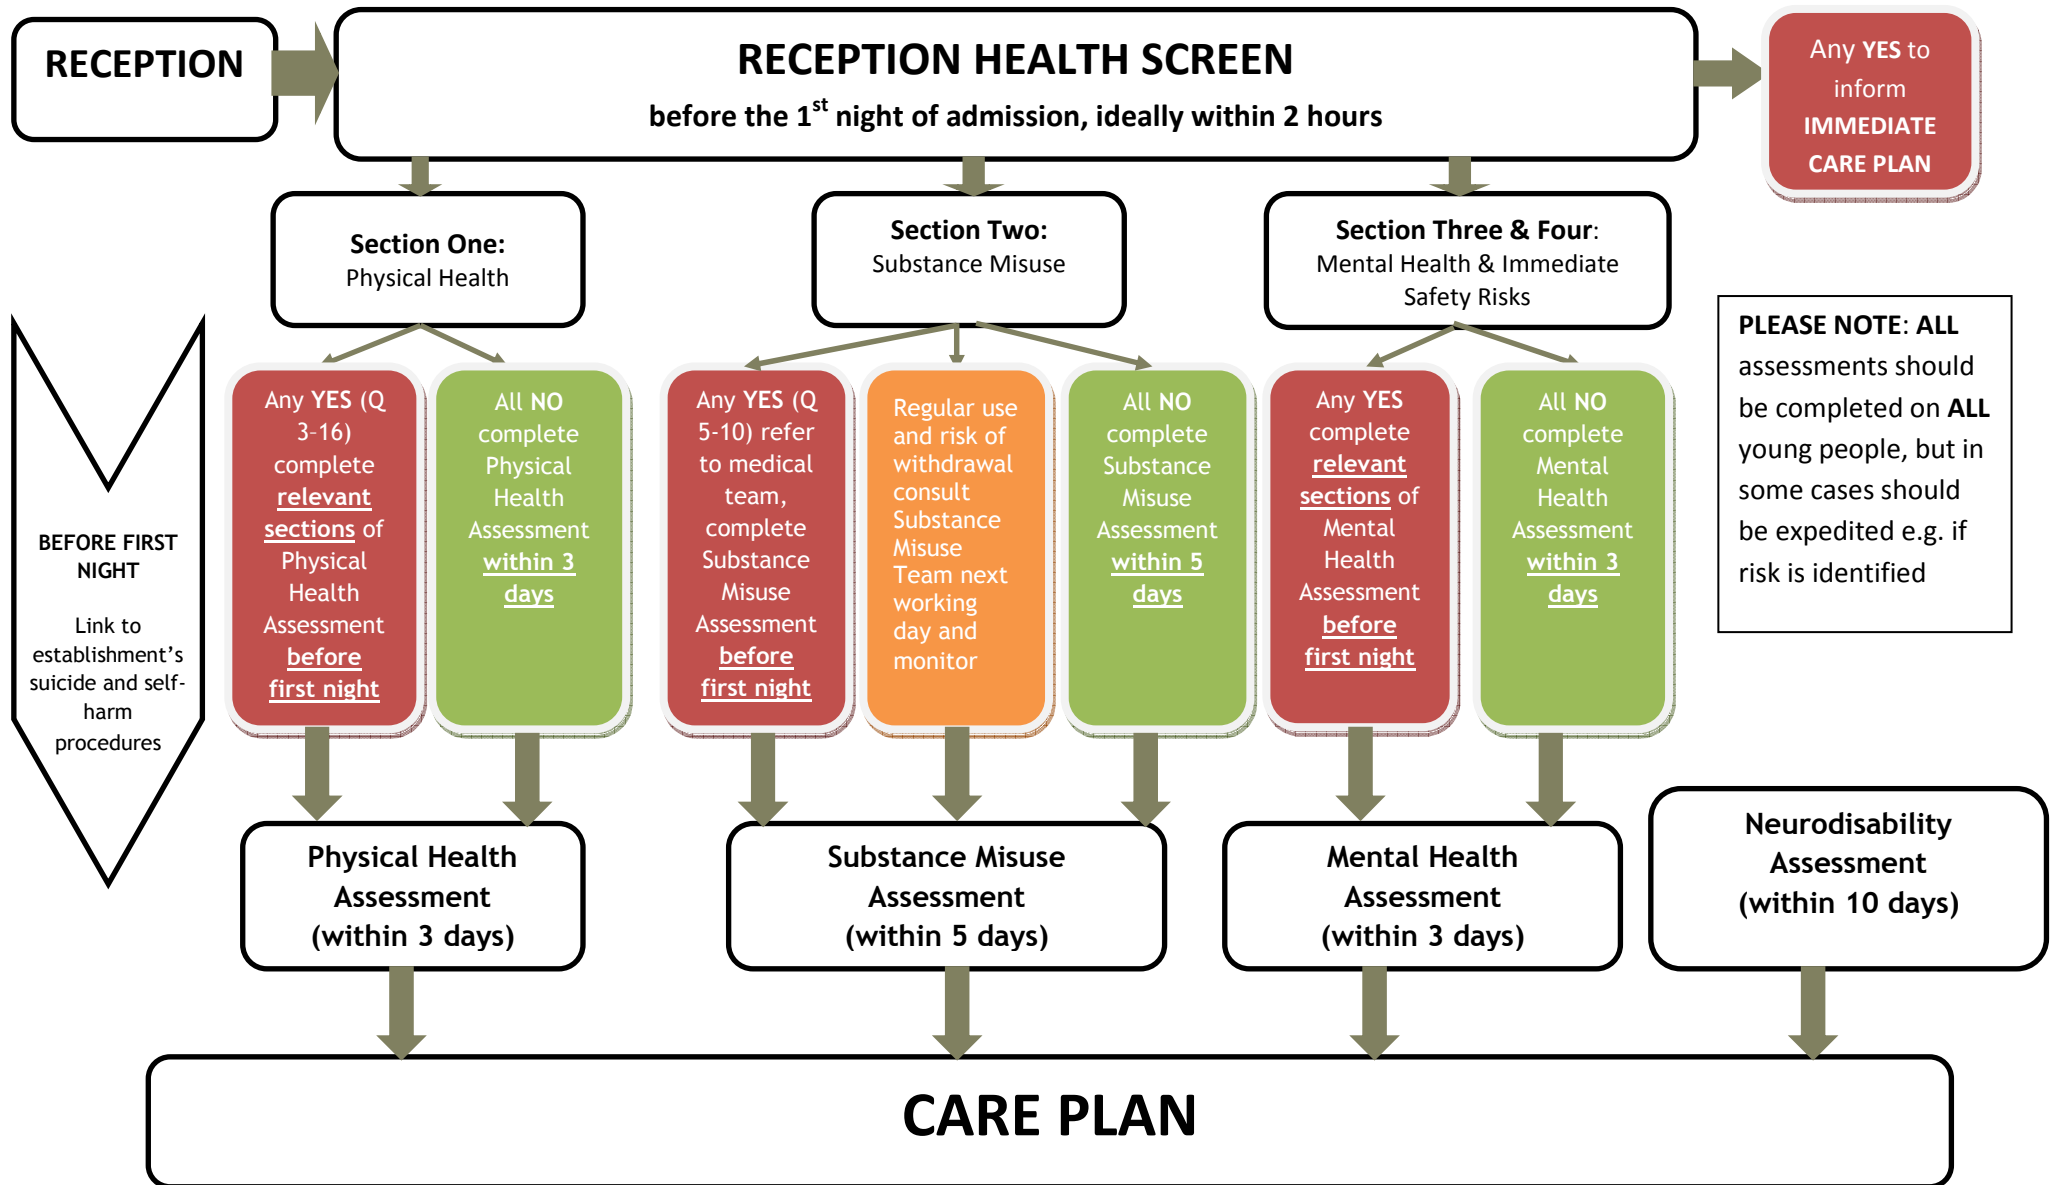 RECEPTION
RECEPTION HEALTH SCREEN
before the 1st night of admission, ideally within 2 hours
Any YES to
inform
IMMEDIATE
CARE PLAN
Section One:
Physical Health
Section Two:
Substance Misuse
Section Three & Four:
Mental Health & Immediate
Safety Risks
BEFORE FIRST
NIGHT
Link to
establishment’s
suicide and self-
harm
procedures
Any YES (Q
3-16)
complete
relevant
sections of
Physical
Health
Assessment
before
first night
All NO
complete
Physical
Health
Assessment
within 3
days
Any YES (Q
5-10) refer
to medical
team,
complete
Substance
Misuse
Assessment
before
first night
Regular use
and risk of
withdrawal
consult
Substance
Misuse
Team next
working
day and
monitor
All NO
complete
Substance
Misuse
Assessment
within 5
days
Any YES
complete
relevant
sections of
Mental
Health
Assessment
before
first night
All NO
complete
Mental
Health
Assessment
within 3
days
PLEASE NOTE: ALL
assessments should
be completed on ALL
young people, but in
some cases should
be expedited e.g. if
risk is identified
Physical Health
Assessment
(within 3 days)
Substance Misuse
Assessment
(within 5 days)
Mental Health
Assessment
(within 3 days)
Neurodisability
Assessment
(within 10 days)
CARE PLAN